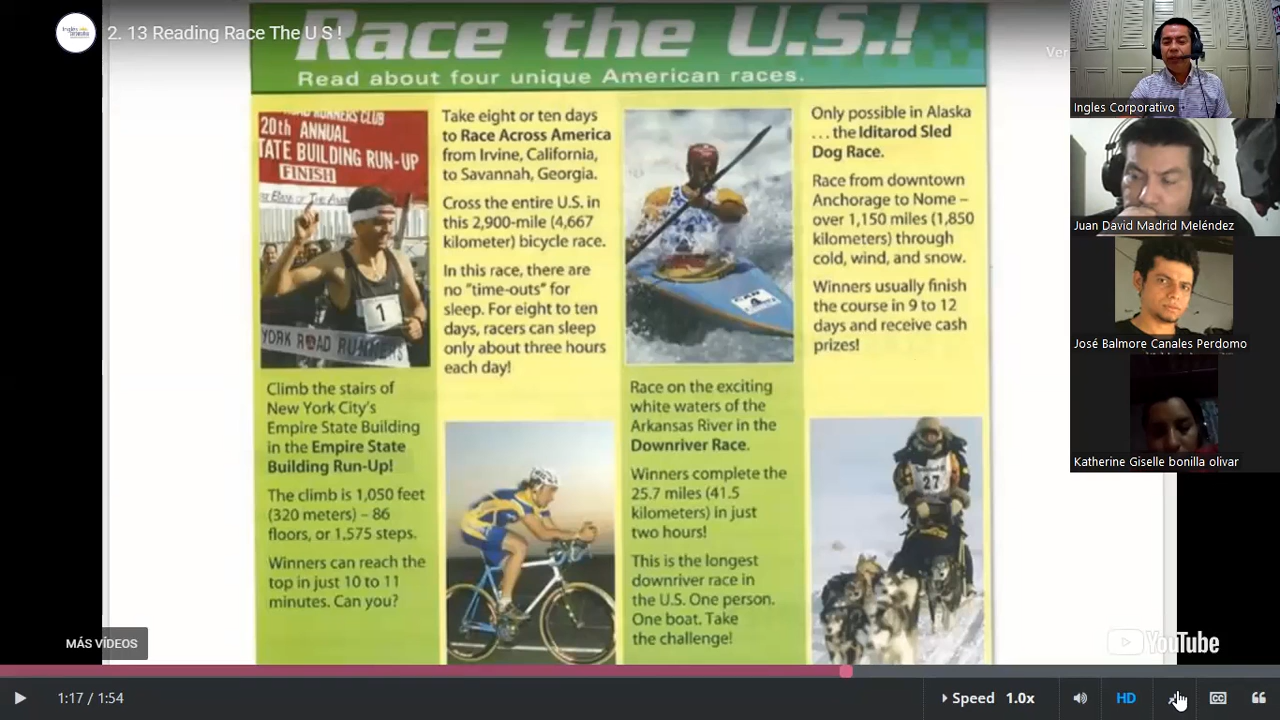 2. 13 Reading Race The U S !
Race the U.S.!
Read about four unique American races.
Ver
ROAD RUNNERS CLUB
20th ANNUAL
TATE BUILDING RUN-UP
FINISH
1
YORK ROAD RUNNERS
Climb the stairs of
New York City's
Empire State Building
in the Empire State
Building Run-Up!
The climb is 1,050 feet
(320 meters) – 86
floors, or 1,575 steps.
Winners can reach the
top in just 10 to 11
minutes. Can you?
Take eight or ten days
to Race Across America
from Irvine, California,
to Savannah, Georgia.
Cross the entire U.S. in
this 2,900-mile (4,667
kilometer) bicycle race.
In this race, there are
no "time-outs" for
sleep. For eight to ten
days, racers can sleep
only about three hours
each day!
Race on the exciting
white waters of the
Arkansas River in the
Downriver Race.
Winners complete the
25.7 miles (41.5
kilometers) in just
two hours!
This is the longest
downriver race in
the U.S. One person.
One boat. Take
the challenge!
Only possible in Alaska
. . . the Iditarod Sled
Dog Race.
Race from downtown
Anchorage to Nome –
over 1,150 miles (1,850
kilometers) through
cold, wind, and snow.
Winners usually finish
the course in 9 to 12
days and receive cash
prizes!
27
Ingles Corporativo
Juan David Madrid Meléndez
José Balmore Canales Perdomo
Katherine Giselle bonilla olivar
MÁS VÍDEOS
YouTube
1:17 / 1:54
Speed 1.0x
HD
CC